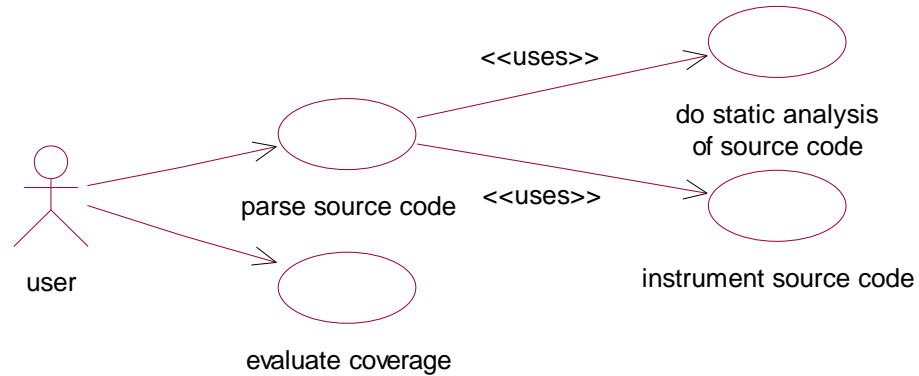 <<uses>>
do static analysis
of source code
parse source code
<<uses>>
user
instrument source code
evaluate coverage